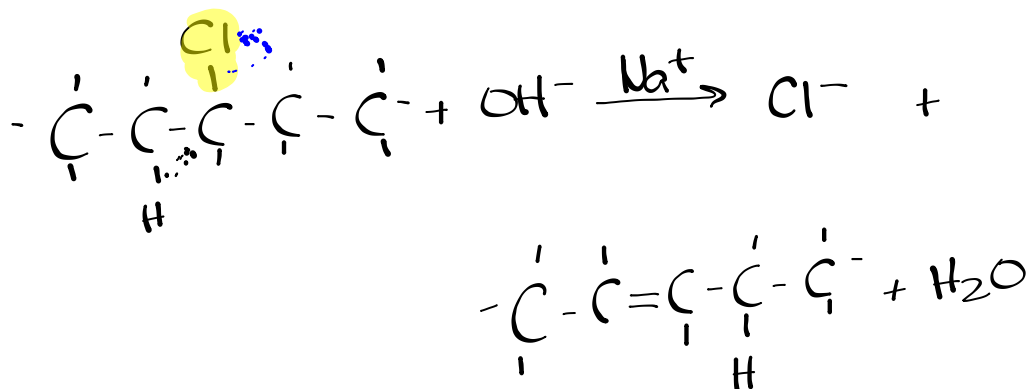 Cl
- C - C - C - C - C - + OH⁻ Na⁺ → Cl⁻ +
H
- C - C = C - C - C - + H₂O
H